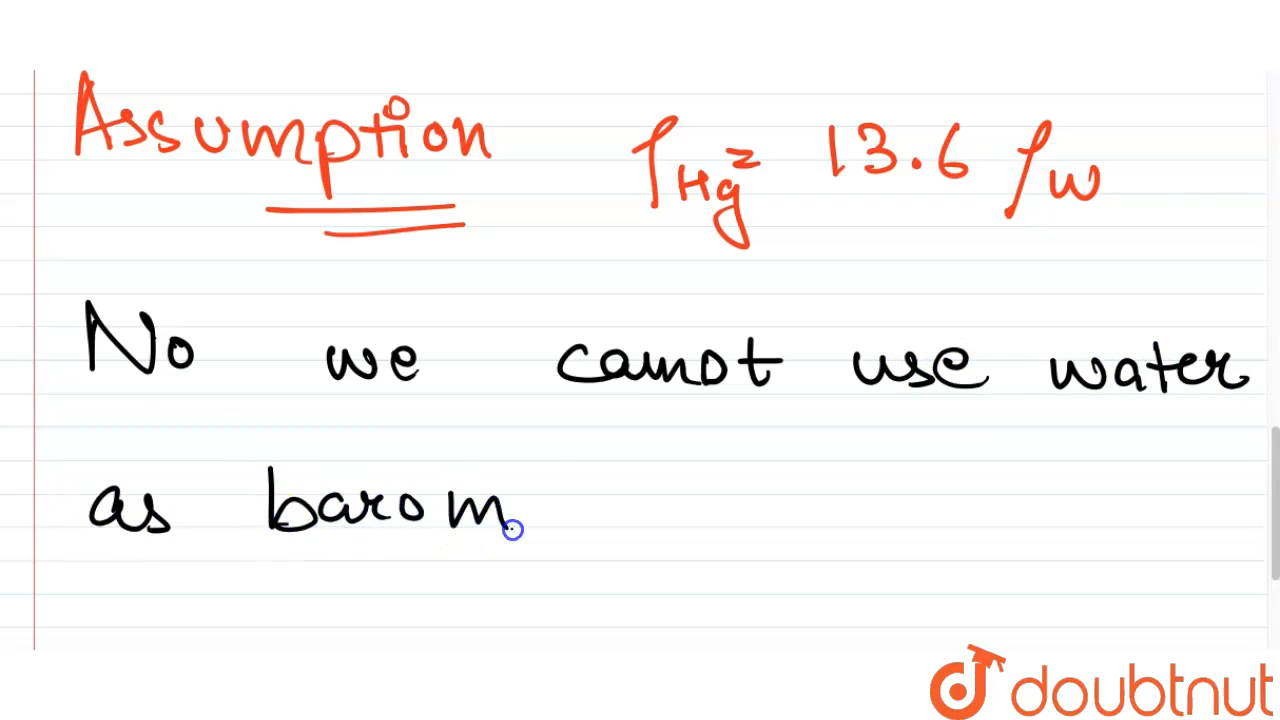 Assumption ρHg = 13.6 ρw
No we cannot use water
as barom
doubtnut